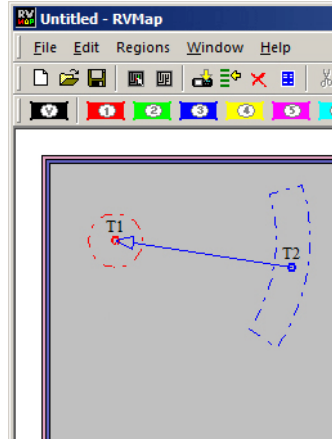 RV MAP Untitled - RVMap
File Edit Regions Window Help
V 1 2 3 4 5
T1
T2